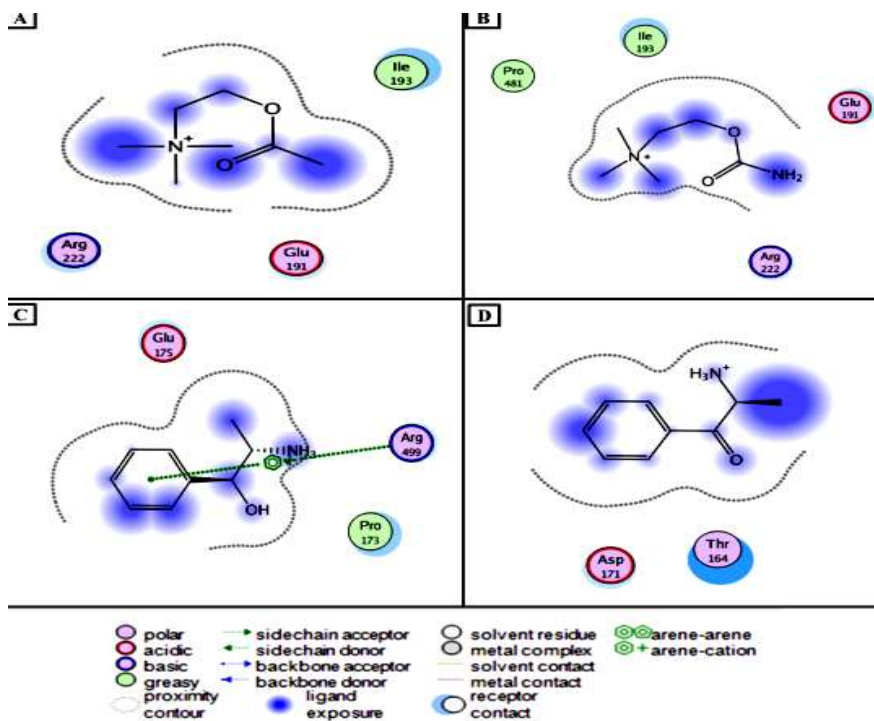 A
Ile
193
N+
O
O
Arg
222
Glu
191
B
Ile
193
Pro
481
Glu
191
O
N
+
O
NH2
Arg
222
C
Glu
175
NH3
+
Arg
499
OH
Pro
173
D
H3N+
O
Asp
171
Thr
164
polar
acidic
basic
greasy
proximity
contour
sidechain acceptor
sidechain donor
backbone acceptor
backbone donor
ligand
exposure
solvent residue
metal complex
solvent contact
metal contact
receptor
contact
arene-arene
arene-cation